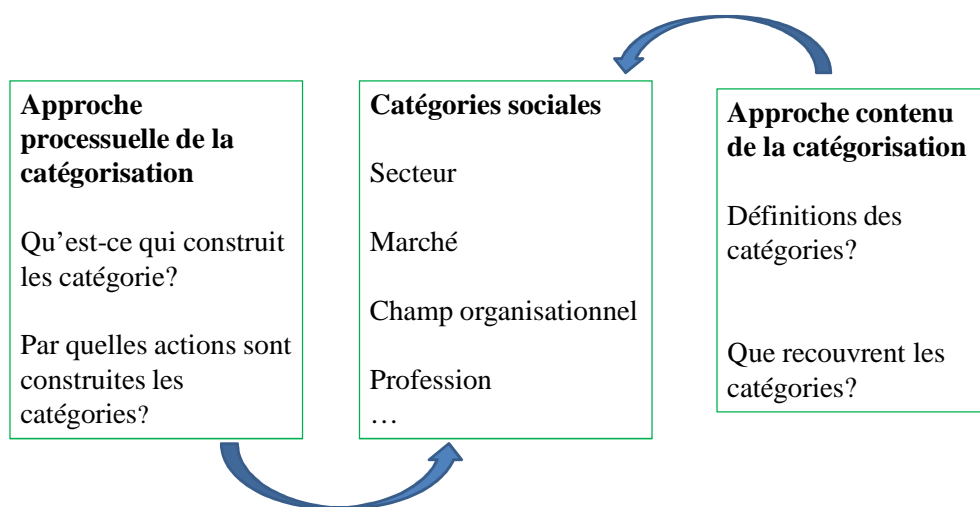 Approche
processuelle de la
catégorisation
Qu’est-ce qui construit
les catégorie?
Par quelles actions sont
construites les
catégories?
Catégories sociales
Secteur
Marché
Champ organisationnel
Profession
…
Approche contenu
de la catégorisation
Définitions des
catégories?
Que recouvrent les
catégories?